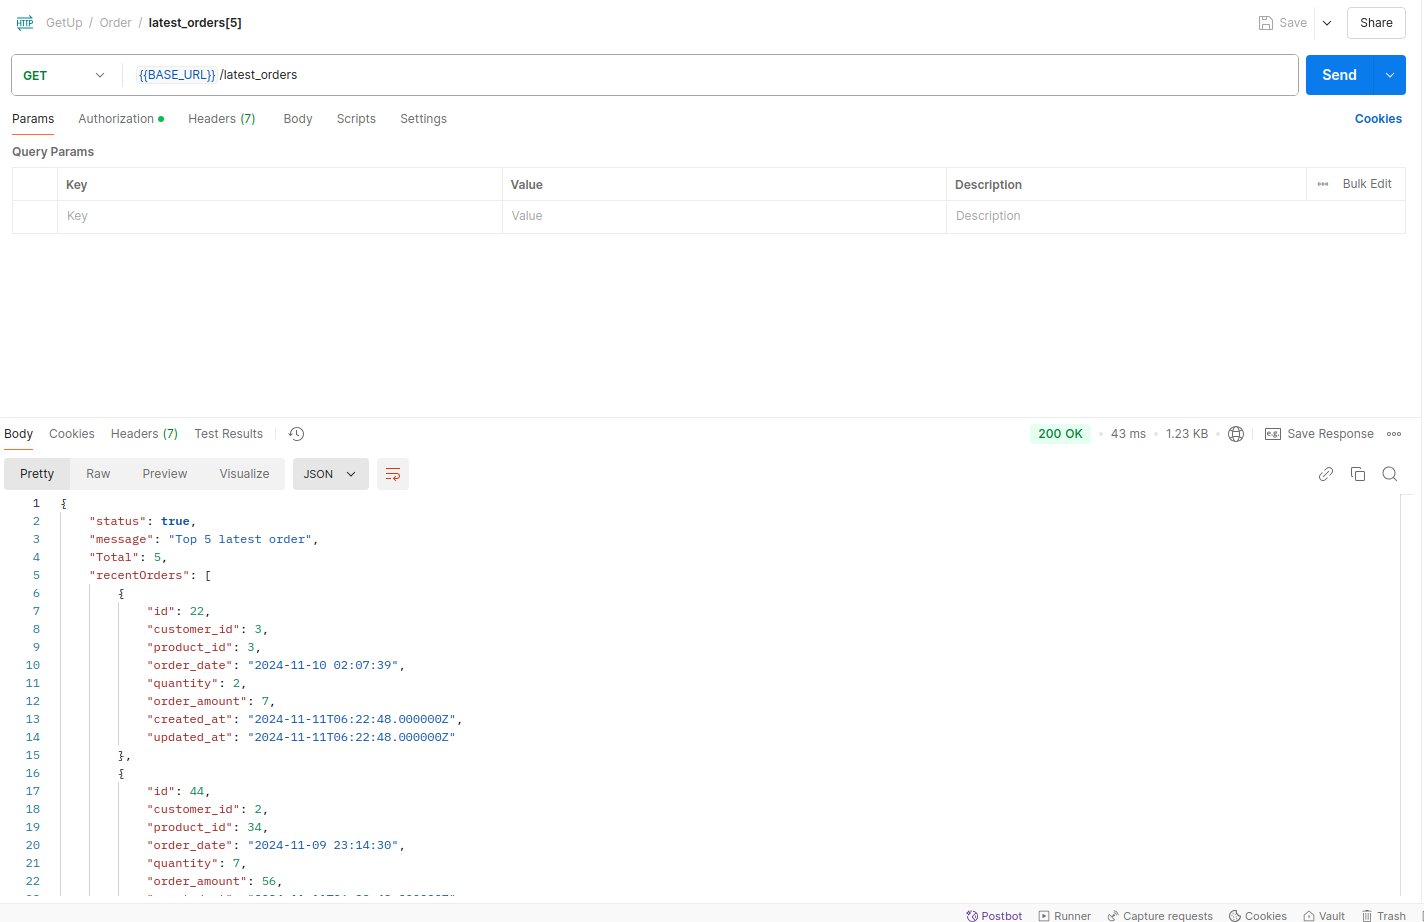 HTTP GetUp / Order / latest_orders[5] Save Share
GET {{BASE_URL}} /latest_orders Send
Params Authorization Headers (7) Body Scripts Settings Cookies
Query Params
Key Value Description Bulk Edit
Key Value Description
Body Cookies Headers (7) Test Results 200 OK 43 ms 1.23 KB e.g. Save Response
Pretty Raw Preview Visualize JSON
1 {
2 "status": true,
3 "message": "Top 5 latest order",
4 "Total": 5,
5 "recentOrders": [
6 {
7 "id": 22,
8 "customer_id": 3,
9 "product_id": 3,
10 "order_date": "2024-11-10 02:07:39",
11 "quantity": 2,
12 "order_amount": 7,
13 "created_at": "2024-11-11T06:22:48.000000Z",
14 "updated_at": "2024-11-11T06:22:48.000000Z"
15 },
16 {
17 "id": 44,
18 "customer_id": 2,
19 "product_id": 34,
20 "order_date": "2024-11-09 23:14:30",
21 "quantity": 7,
22 "order_amount": 56,
Postbot Runner Capture requests Cookies Vault Trash